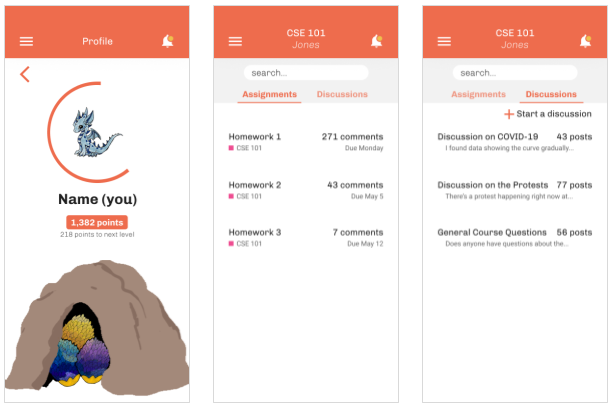 Profile
Name (you)
1,382 points
218 points to next level
CSE 101
Jones
search...
Assignments Discussions
Homework 1 271 comments
CSE 101 Due Monday
Homework 2 43 comments
CSE 101 Due May 5
Homework 3 7 comments
CSE 101 Due May 12
CSE 101
Jones
search...
Assignments Discussions
Start a discussion
Discussion on COVID-19 43 posts
I found data showing the curve gradually...
Discussion on the Protests 77 posts
There's a protest happening right now at...
General Course Questions 56 posts
Does anyone have questions about the...